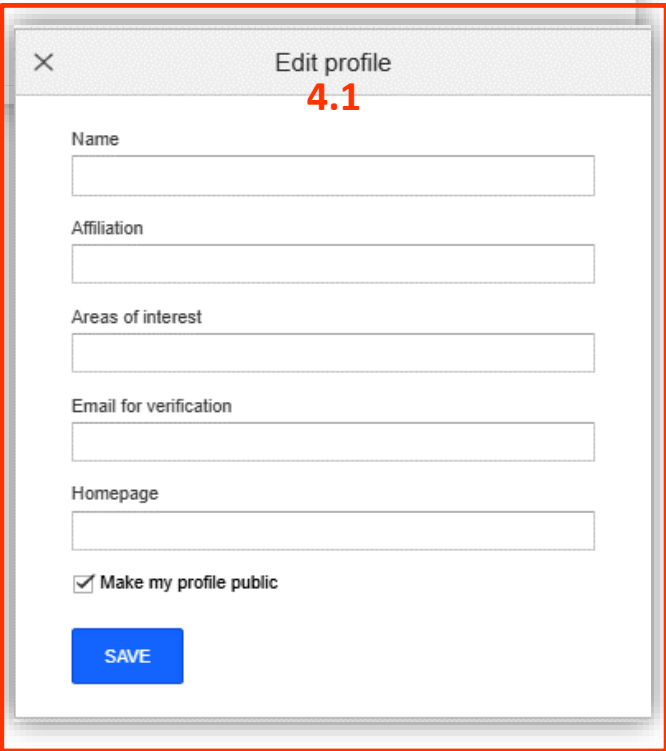 Edit profile
4.1
Name
Affiliation
Areas of interest
Email for verification
Homepage
Make my profile public
SAVE